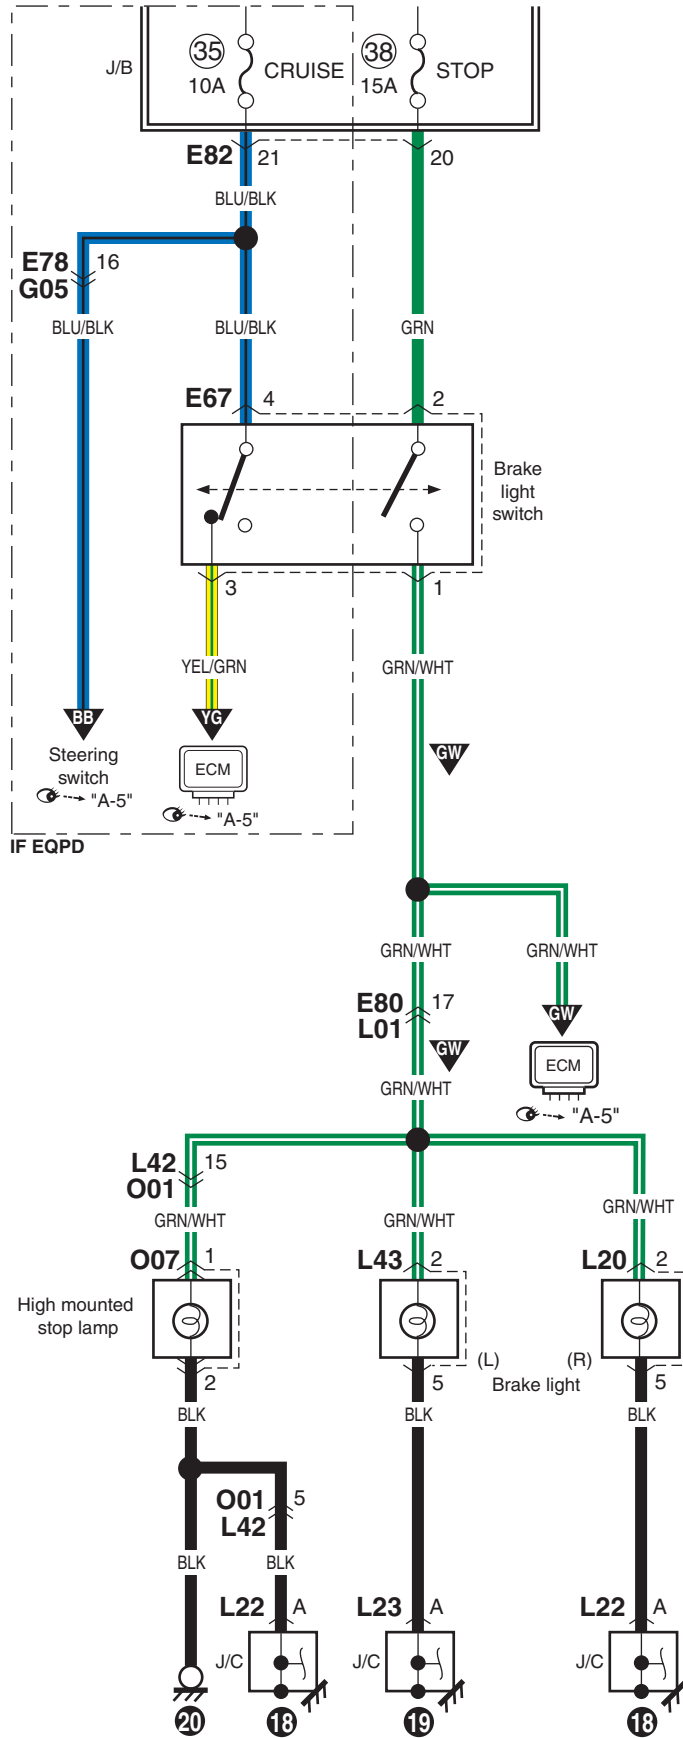 35
38
J/B
10A
CRUISE
15A
STOP
E82
21
20
BLU/BLK
E78
G05
16
BLU/BLK
BLU/BLK
GRN
E67
4
2
Brake
light
switch
3
1
YEL/GRN
GRN/WHT
BB
YG
GW
Steering
switch
"A-5"
ECM
"A-5"
IF EQPD
GRN/WHT
GRN/WHT
E80
L01
17
GW
GW
ECM
"A-5"
GRN/WHT
L42
O01
15
GRN/WHT
GRN/WHT
GRN/WHT
O07
1
L43
2
L20
2
High mounted
stop lamp
2
(L)
(R)
5
Brake light
5
BLK
BLK
BLK
O01
L42
5
BLK
BLK
L22
A
L23
A
L22
A
J/C
J/C
J/C
20
18
19
18